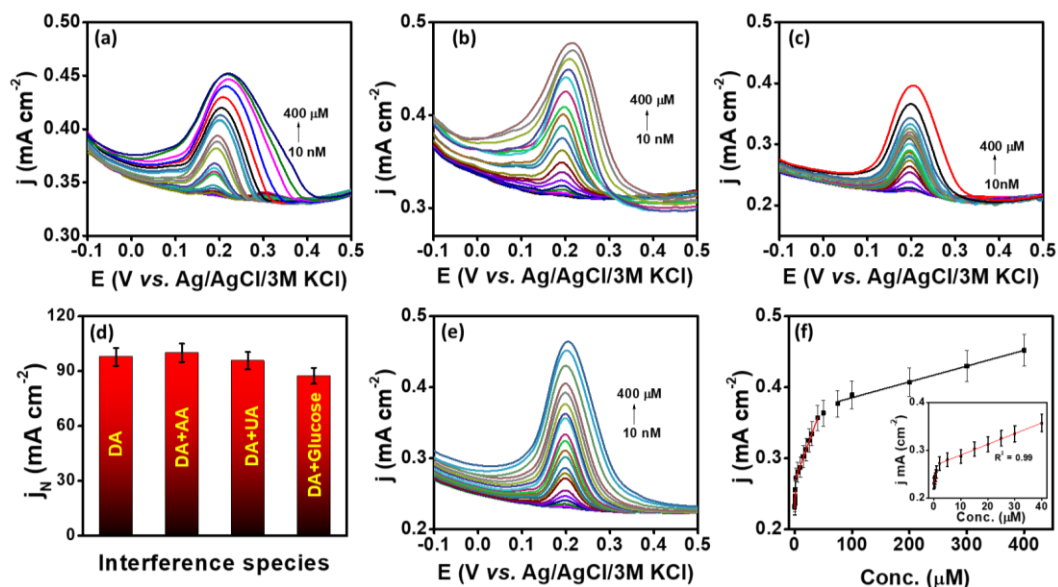 (a)
j (mA cm⁻²)
0.50
0.45
0.40
0.35
0.30
400 µM
10 nM
-0.1 0.0 0.1 0.2 0.3 0.4 0.5
E (V vs. Ag/AgCl/3M KCl)
(b)
j (mA cm⁻²)
0.5
0.4
0.3
400 µM
10 nM
-0.1 0.0 0.1 0.2 0.3 0.4 0.5
E (V vs. Ag/AgCl/3M KCl)
(c)
j (mA cm⁻²)
0.5
0.4
0.3
0.2
400 µM
10nM
-0.1 0.0 0.1 0.2 0.3 0.4 0.5
E (V vs. Ag/AgCl/3M KCl)
(d)
jN (mA cm⁻²)
120
90
60
30
0
DA
DA+AA
DA+UA
DA+Glucose
Interference species
(e)
j (mA cm⁻²)
0.5
0.4
0.3
0.2
400 µM
10 nM
-0.1 0.0 0.1 0.2 0.3 0.4 0.5
E (V vs. Ag/AgCl/3M KCl)
(f)
j (mA cm⁻²)
0.5
0.4
0.3
0.2
j mA (cm⁻²)
0.4
0.3
0.2
R² = 0.99
0 10 20 30 40
Conc. (µM)
0 100 200 300 400
Conc. (µM)